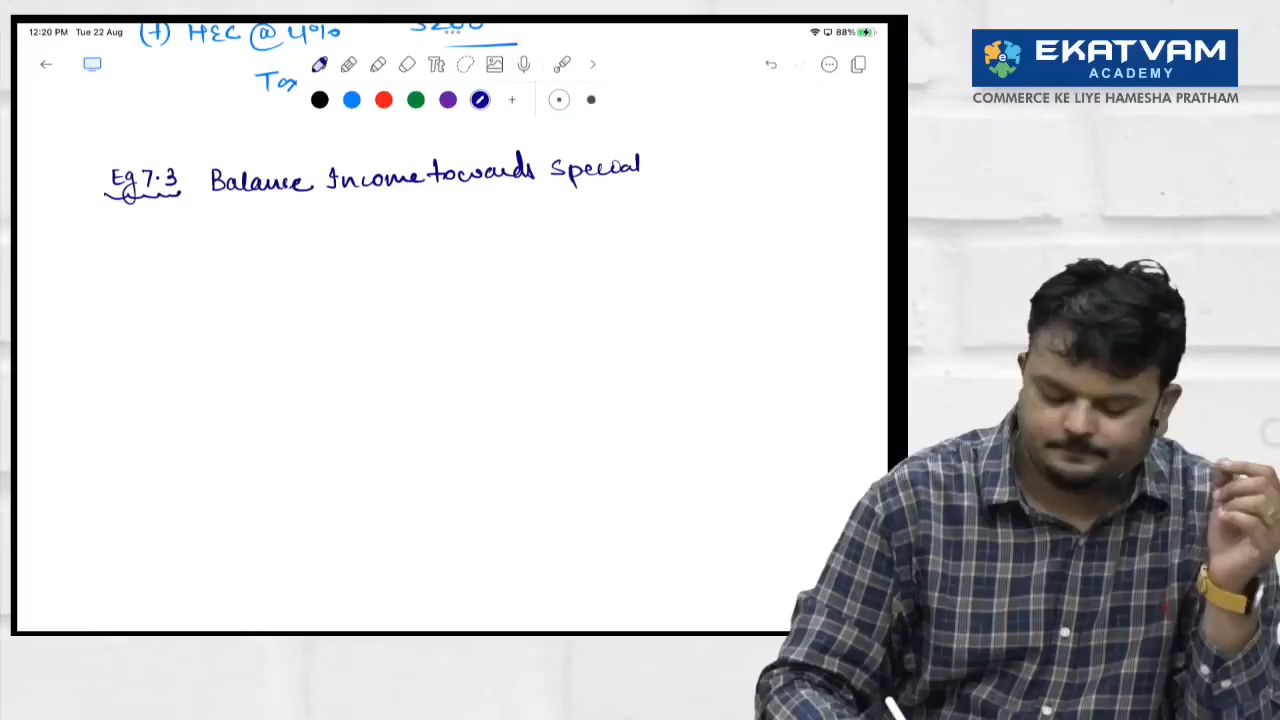 12:20 PM Tue 22 Aug
(+) HEC @ 4%
88%
Tax
Eg 7.3 Balance Income towards Special
EKATVAM
ACADEMY
COMMERCE KE LIYE HAMESHA PRATHAM